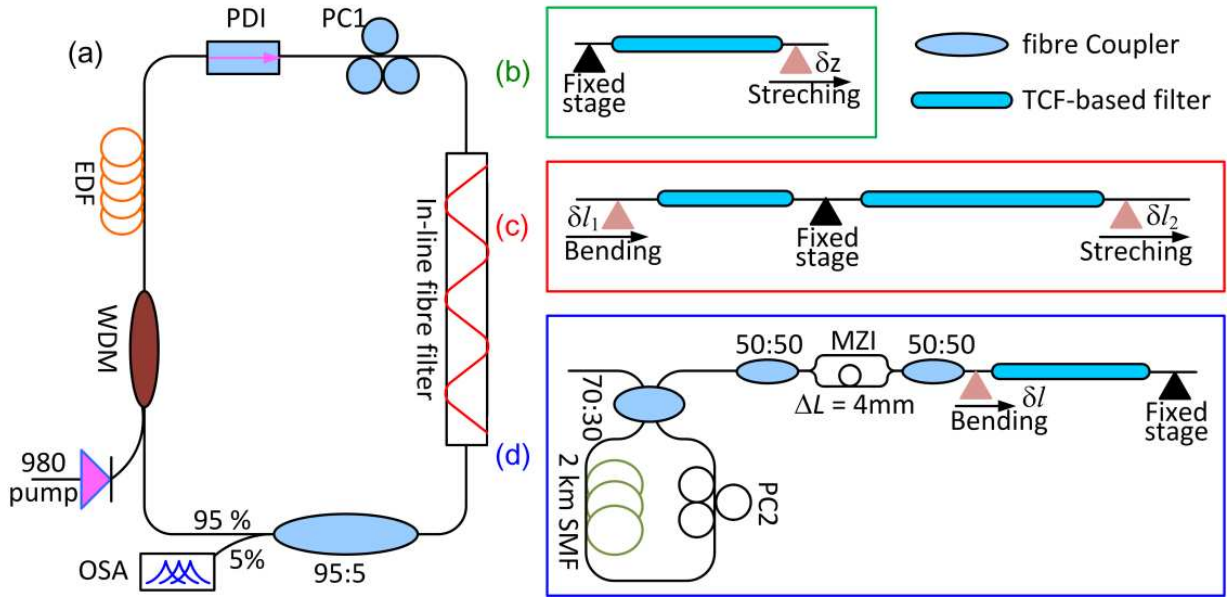 (a)
PDI
PC1
EDF
WDM
980
pump
In-line fibre filter
95 %
5%
95:5
OSA
(b)
Fixed
stage
δz
Streching
fibre Coupler
TCF-based filter
(c)
δl1
Bending
Fixed
stage
δl2
Streching
(d)
70:30
2 km SMF
PC2
50:50
MZI
50:50
ΔL = 4mm
δl
Bending
Fixed
stage